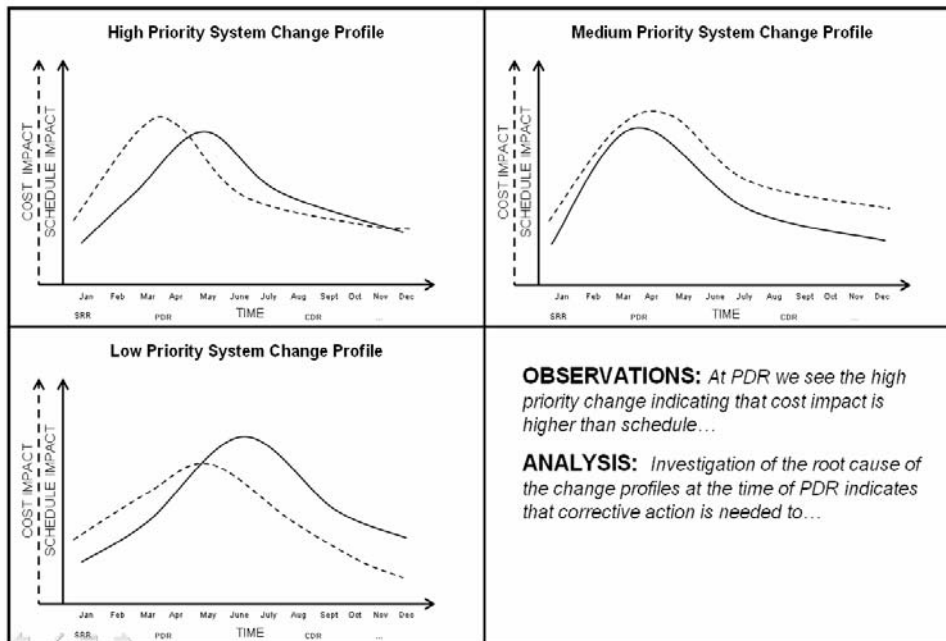 High Priority System Change Profile
COST IMPACT
SCHEDULE IMPACT
Jan Feb Mar Apr May June July Aug Sept Oct Nov Dec
SRR PDR TIME CDR ...
Medium Priority System Change Profile
COST IMPACT
SCHEDULE IMPACT
Jan Feb Mar Apr May June July Aug Sept Oct Nov Dec
SRR PDR TIME CDR ...
Low Priority System Change Profile
COST IMPACT
SCHEDULE IMPACT
Jan Feb Mar Apr May June July Aug Sept Oct Nov Dec
SRR PDR TIME CDR ...
OBSERVATIONS: At PDR we see the high
priority change indicating that cost impact is
higher than schedule…
ANALYSIS: Investigation of the root cause of
the change profiles at the time of PDR indicates
that corrective action is needed to…